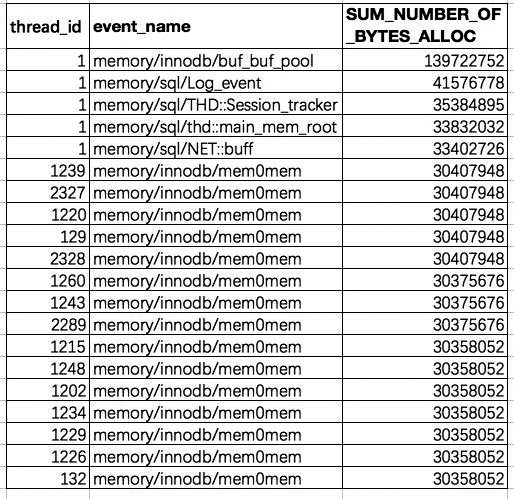 thread_id event_name SUM_NUMBER_OF
_BYTES_ALLOC
1 memory/innodb/buf_buf_pool 139722752
1 memory/sql/Log_event 41576778
1 memory/sql/THD::Session_tracker 35384895
1 memory/sql/thd::main_mem_root 33832032
1 memory/sql/NET::buff 33402726
1239 memory/innodb/mem0mem 30407948
2327 memory/innodb/mem0mem 30407948
1220 memory/innodb/mem0mem 30407948
129 memory/innodb/mem0mem 30407948
2328 memory/innodb/mem0mem 30407948
1260 memory/innodb/mem0mem 30375676
1243 memory/innodb/mem0mem 30375676
2289 memory/innodb/mem0mem 30375676
1215 memory/innodb/mem0mem 30358052
1248 memory/innodb/mem0mem 30358052
1202 memory/innodb/mem0mem 30358052
1234 memory/innodb/mem0mem 30358052
1229 memory/innodb/mem0mem 30358052
1226 memory/innodb/mem0mem 30358052
132 memory/innodb/mem0mem 30358052